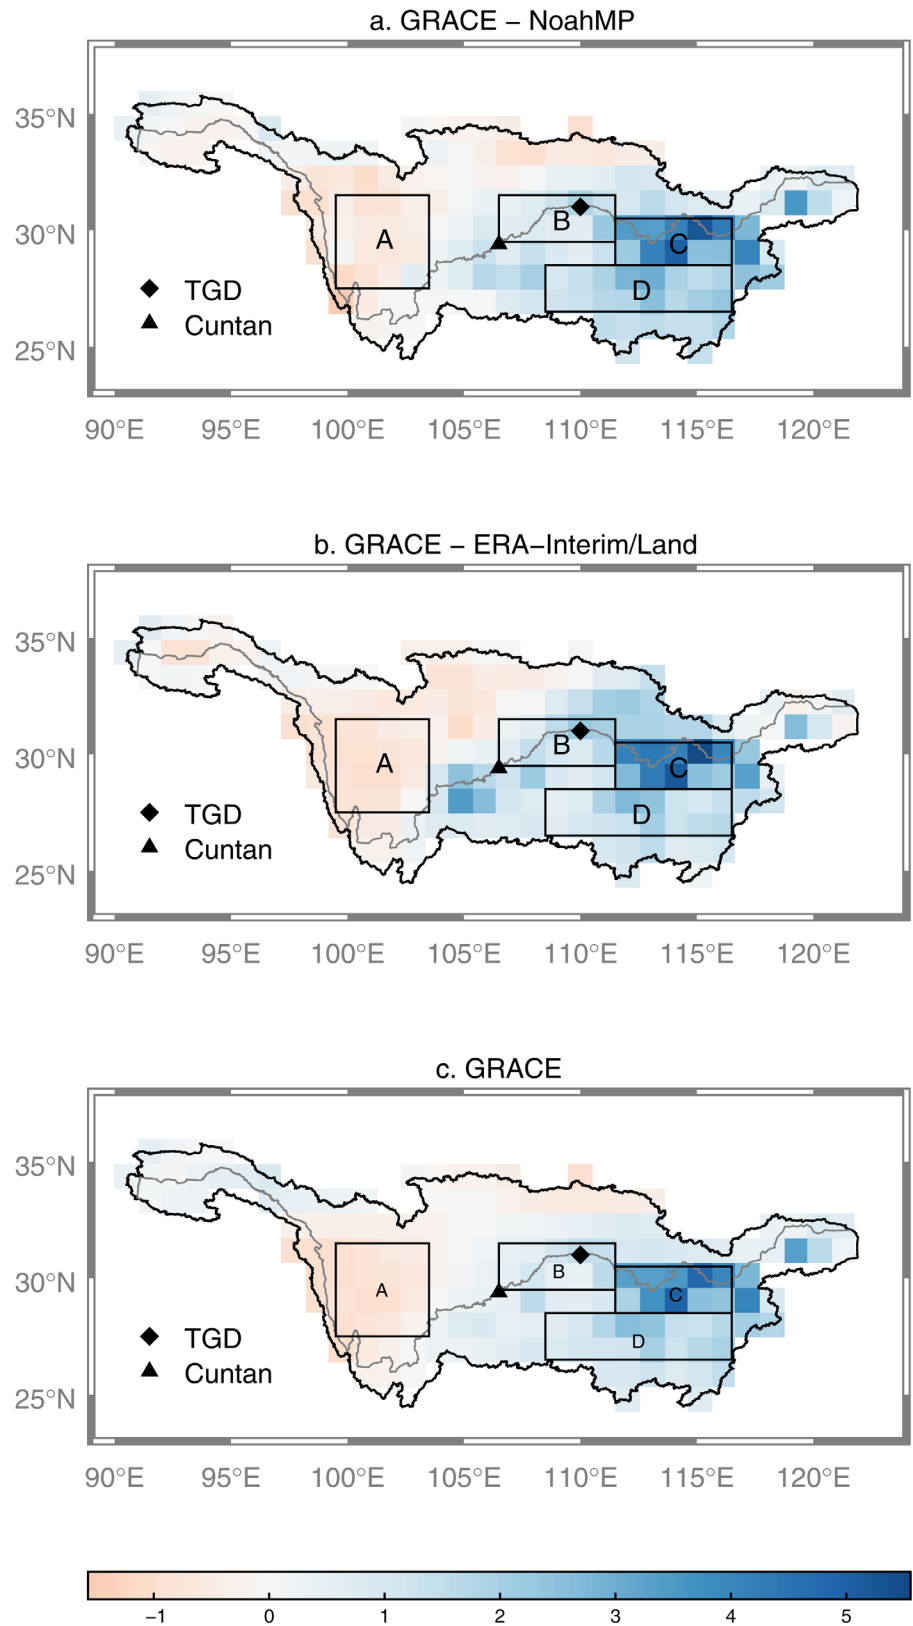 a. GRACE − NoahMP
35°N
30°N
25°N
A
B
C
D
TGD
Cuntan
90°E 95°E 100°E 105°E 110°E 115°E 120°E
b. GRACE − ERA−Interim/Land
35°N
30°N
25°N
A
B
C
D
TGD
Cuntan
90°E 95°E 100°E 105°E 110°E 115°E 120°E
c. GRACE
35°N
30°N
25°N
A
B
C
D
TGD
Cuntan
90°E 95°E 100°E 105°E 110°E 115°E 120°E
−1 0 1 2 3 4 5